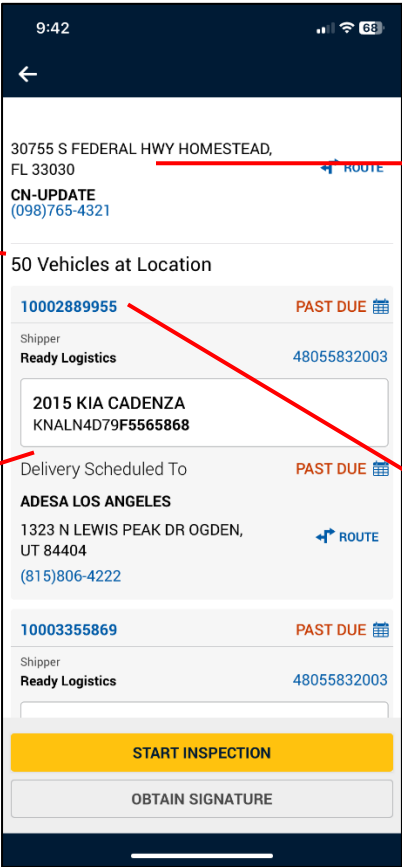 9:42
68
30755 S FEDERAL HWY HOMESTEAD,
FL 33030
ROUTE
CN-UPDATE
(098)765-4321
50 Vehicles at Location
10002889955 PAST DUE
Shipper
Ready Logistics 48055832003
2015 KIA CADENZA
KNALN4D79F5565868
Delivery Scheduled To PAST DUE
ADESA LOS ANGELES
1323 N LEWIS PEAK DR OGDEN,
UT 84404
ROUTE
(815)806-4222
10003355869 PAST DUE
Shipper
Ready Logistics 48055832003
START INSPECTION
OBTAIN SIGNATURE